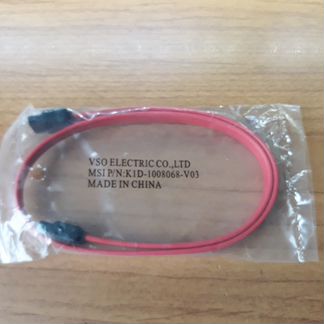 VSO ELECTRIC CO.,LTD
MSI P/N:K1D-1008068-V03
MADE IN CHINA